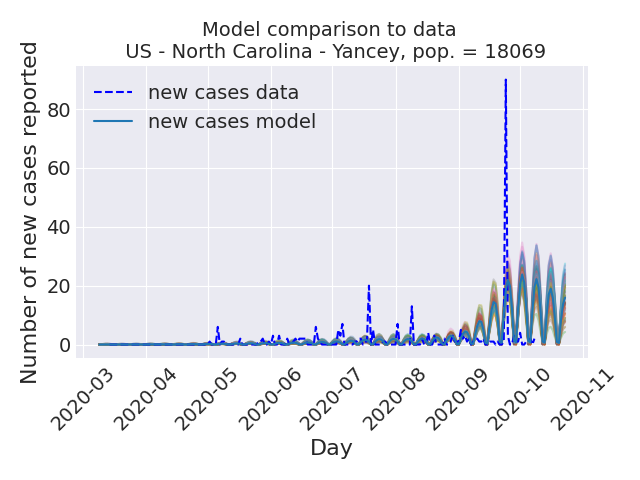 Model comparison to data
US - North Carolina - Yancey, pop. = 18069
new cases data
new cases model
Number of new cases reported
80
60
40
20
0
2020-03
2020-04
2020-05
2020-06
2020-07
2020-08
2020-09
2020-10
2020-11
Day